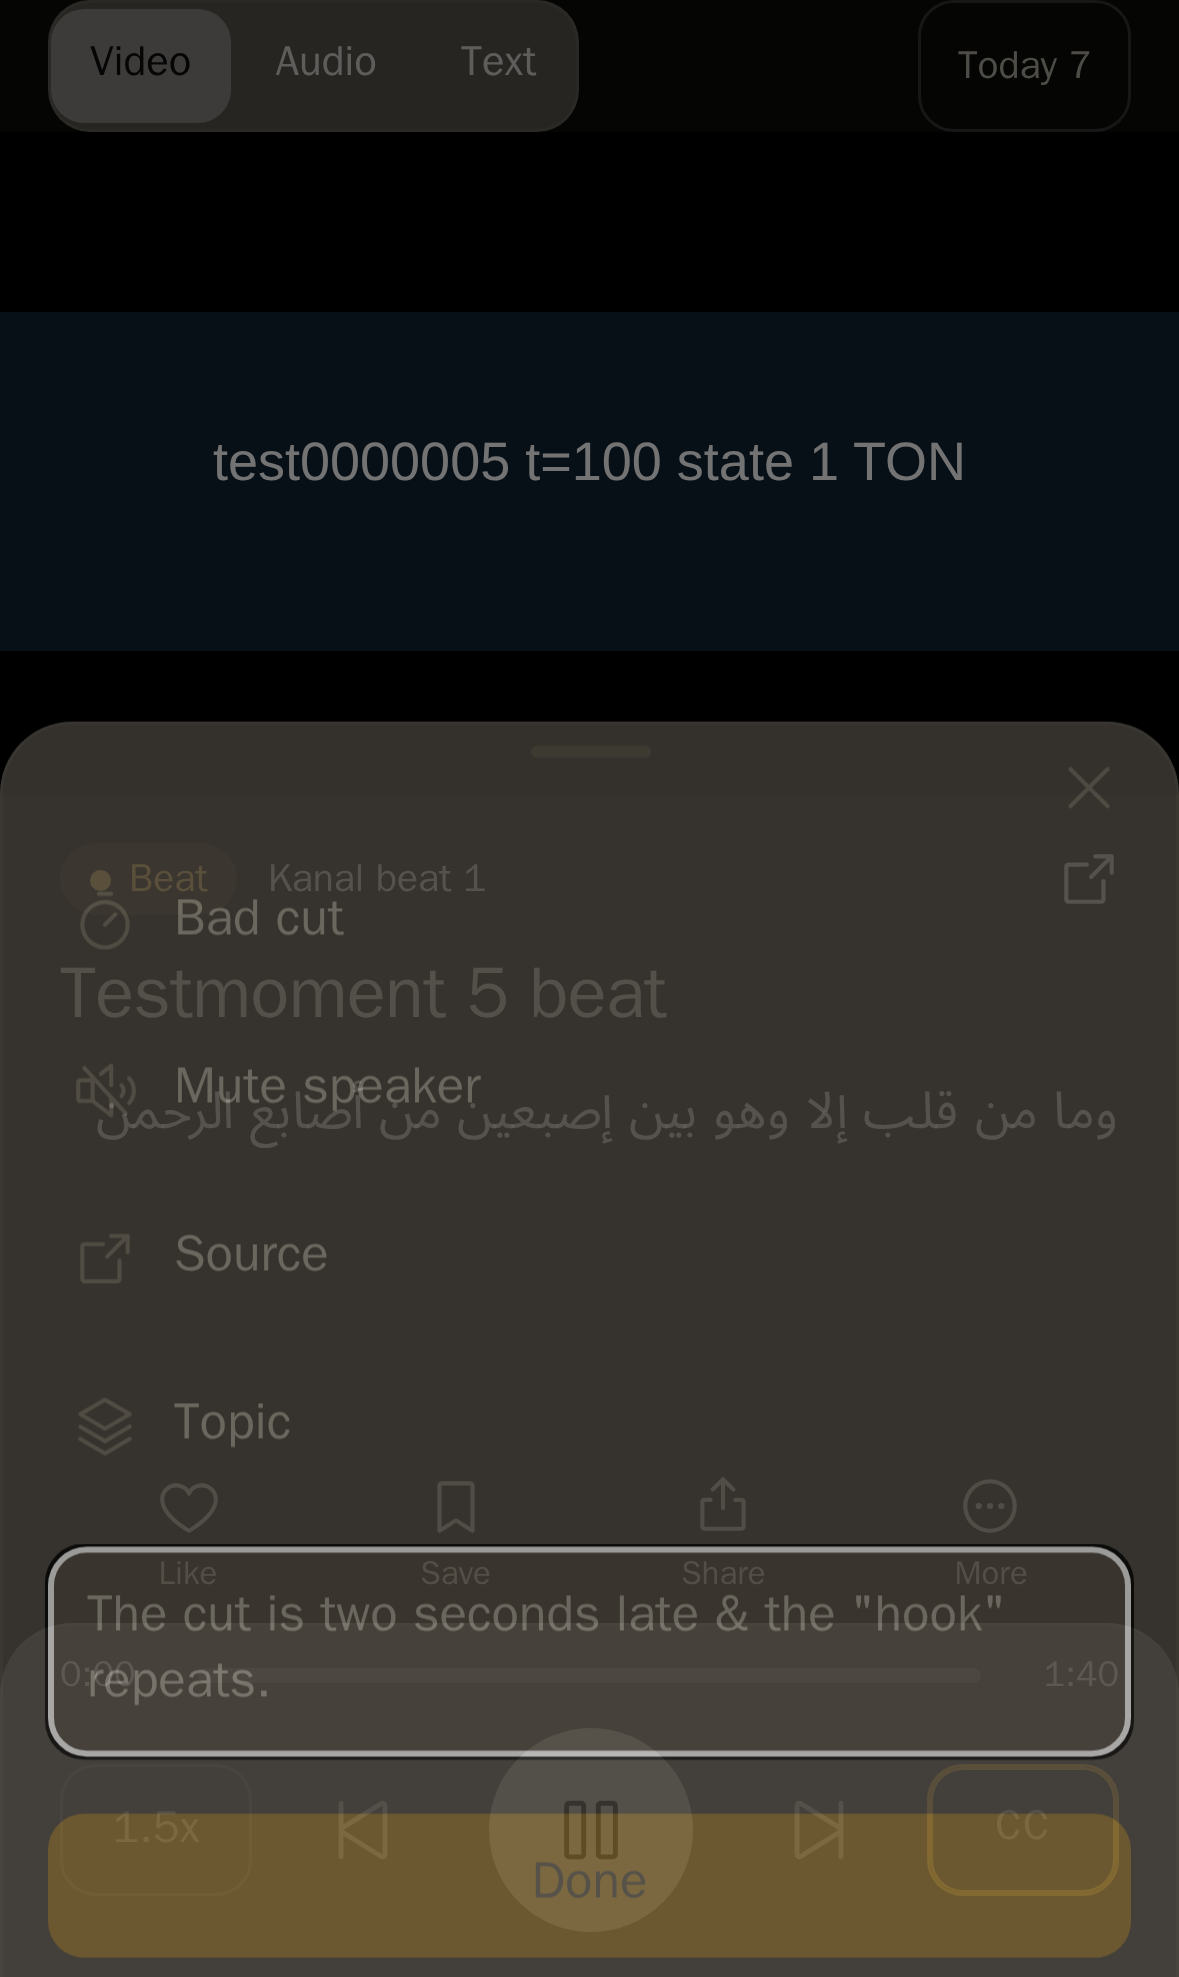 Video Audio Text Today 7
test0000005 t=100 state 1 TON
Beat Kanal beat 1
Bad cut
Testmoment 5 beat
Mute speaker
وما من قلب إلا وهو بين إصبعين من أصابع الرحمن
Source
Topic
Like Save Share More
The cut is two seconds late & the "hook"
repeats.
0:00 1:40
1.5x CC
Done